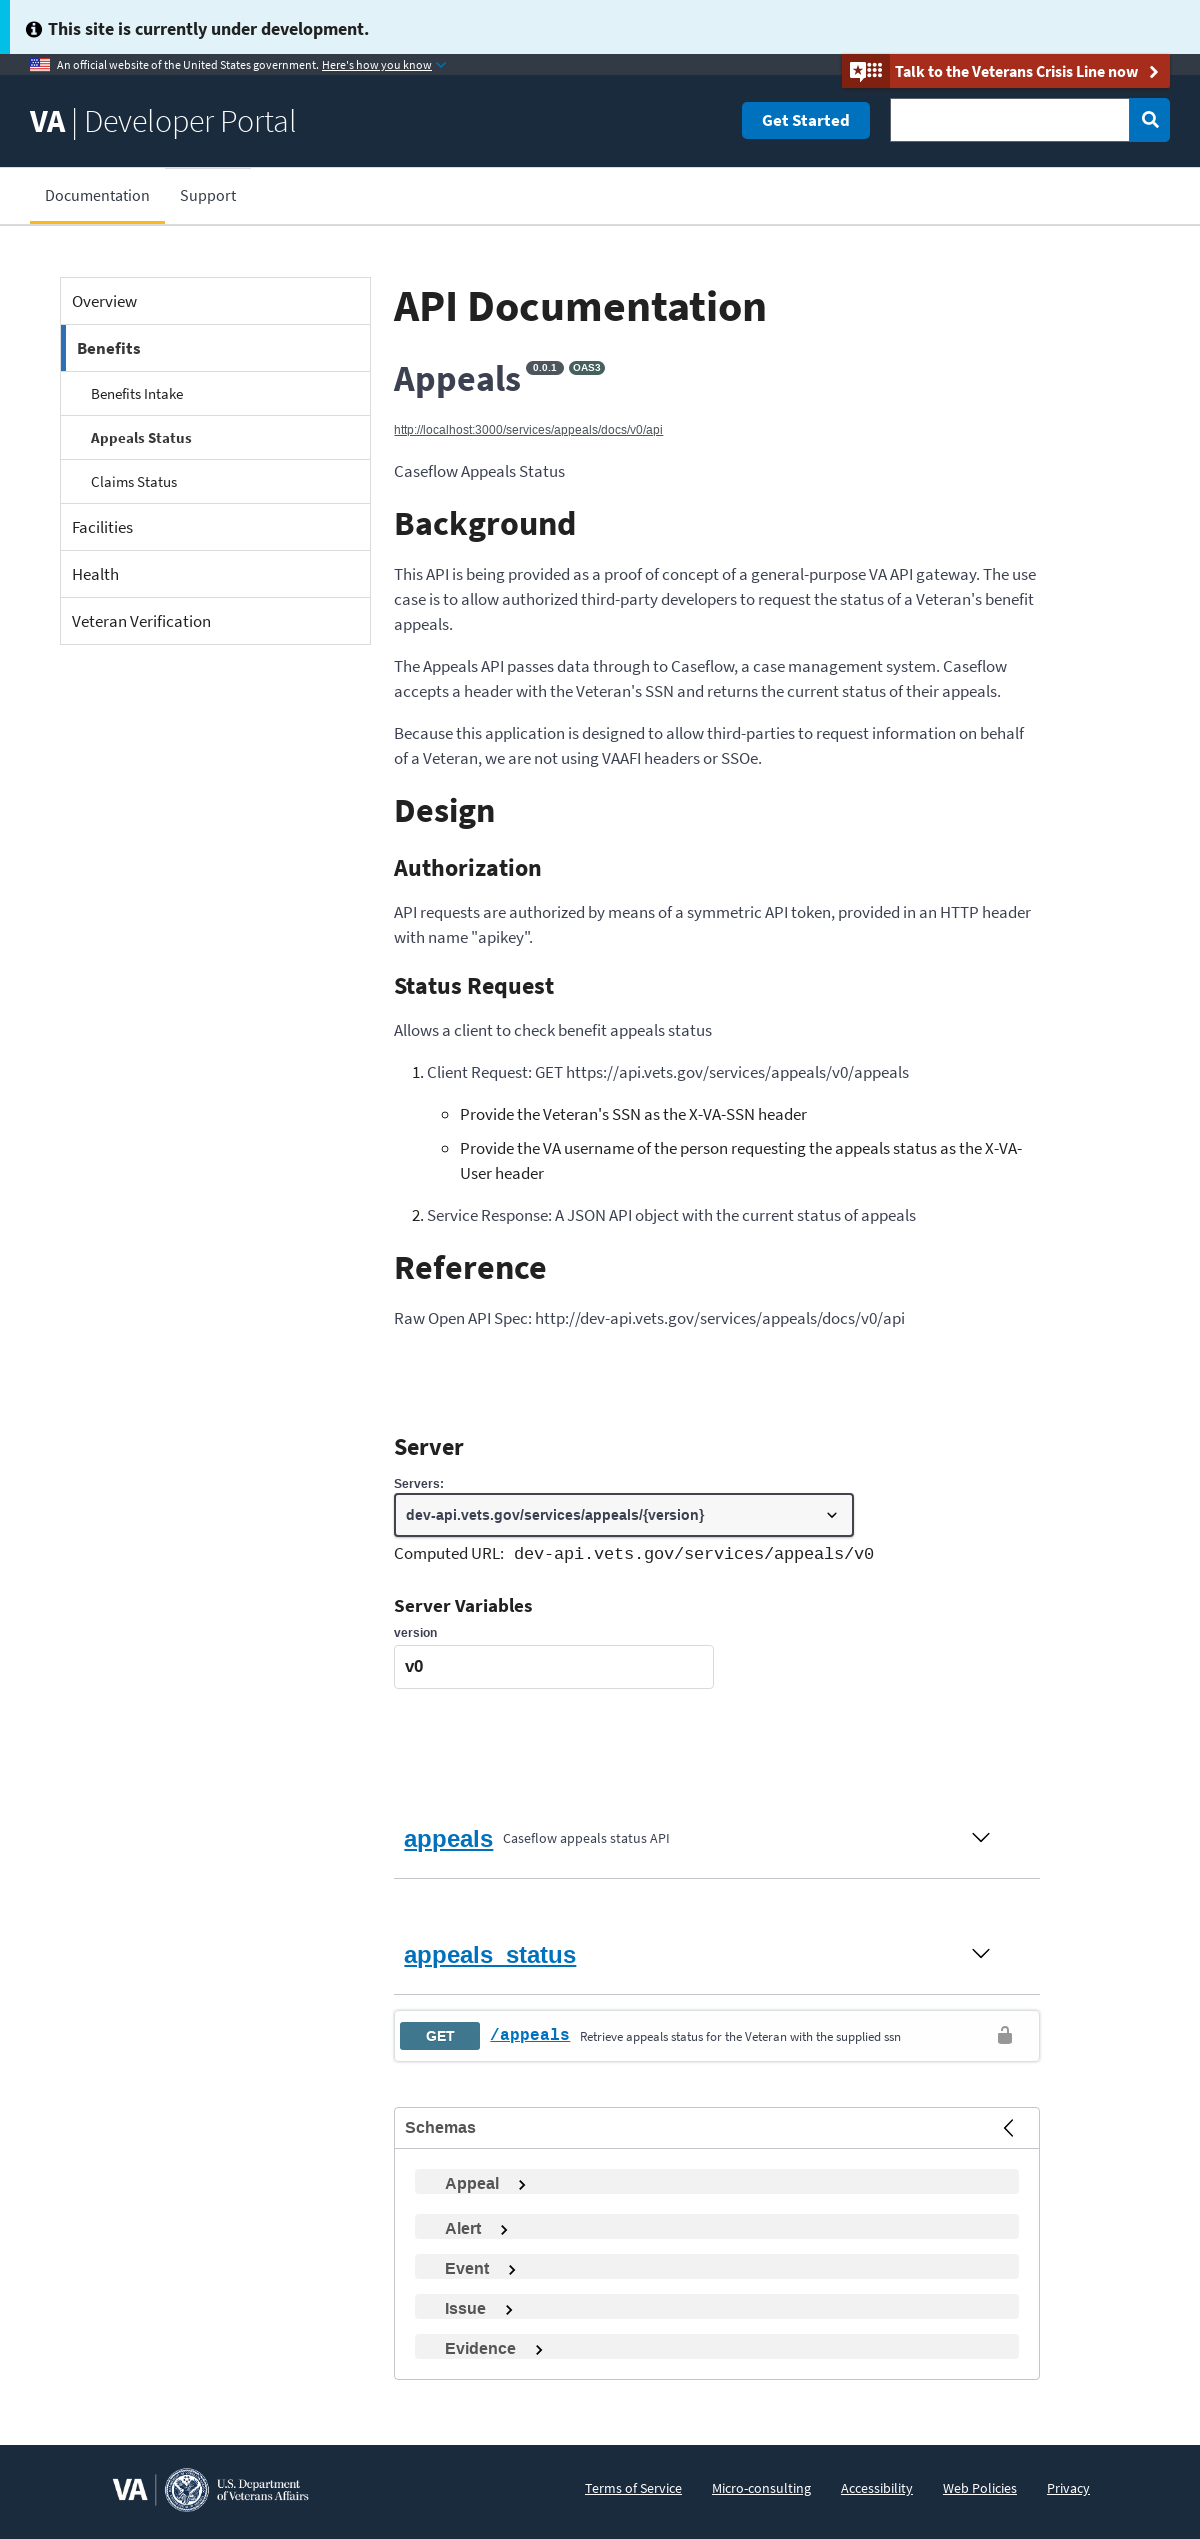 This site is currently under development.
An official website of the United States government. Here's how you know
Talk to the Veterans Crisis Line now
VA | Developer Portal
Get Started
Documentation
Support
Overview
Benefits
Benefits Intake
Appeals Status
Claims Status
Facilities
Health
Veteran Verification
API Documentation
Appeals 0.0.1 OAS3
http://localhost:3000/services/appeals/docs/v0/api
Caseflow Appeals Status
Background
This API is being provided as a proof of concept of a general-purpose VA API gateway. The use
case is to allow authorized third-party developers to request the status of a Veteran's benefit
appeals.
The Appeals API passes data through to Caseflow, a case management system. Caseflow
accepts a header with the Veteran's SSN and returns the current status of their appeals.
Because this application is designed to allow third-parties to request information on behalf
of a Veteran, we are not using VAAFI headers or SSOe.
Design
Authorization
API requests are authorized by means of a symmetric API token, provided in an HTTP header
with name "apikey".
Status Request
Allows a client to check benefit appeals status
1. Client Request: GET https://api.vets.gov/services/appeals/v0/appeals
Provide the Veteran's SSN as the X-VA-SSN header
Provide the VA username of the person requesting the appeals status as the X-VA-
User header
2. Service Response: A JSON API object with the current status of appeals
Reference
Raw Open API Spec: http://dev-api.vets.gov/services/appeals/docs/v0/api
Server
Servers:
dev-api.vets.gov/services/appeals/{version}
Computed URL: dev-api.vets.gov/services/appeals/v0
Server Variables
version
v0
appeals Caseflow appeals status API
appeals_status
GET /appeals Retrieve appeals status for the Veteran with the supplied ssn
Schemas
Appeal
Alert
Event
Issue
Evidence
VA
U.S. Department
of Veterans Affairs
Terms of Service
Micro-consulting
Accessibility
Web Policies
Privacy